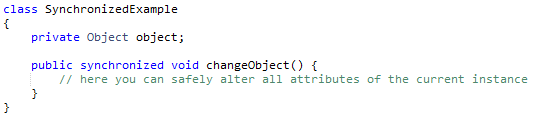 class SynchronizedExample
{
    private Object object;
    public synchronized void changeObject() {
        // here you can safely alter all attributes of the current instance
    }
}